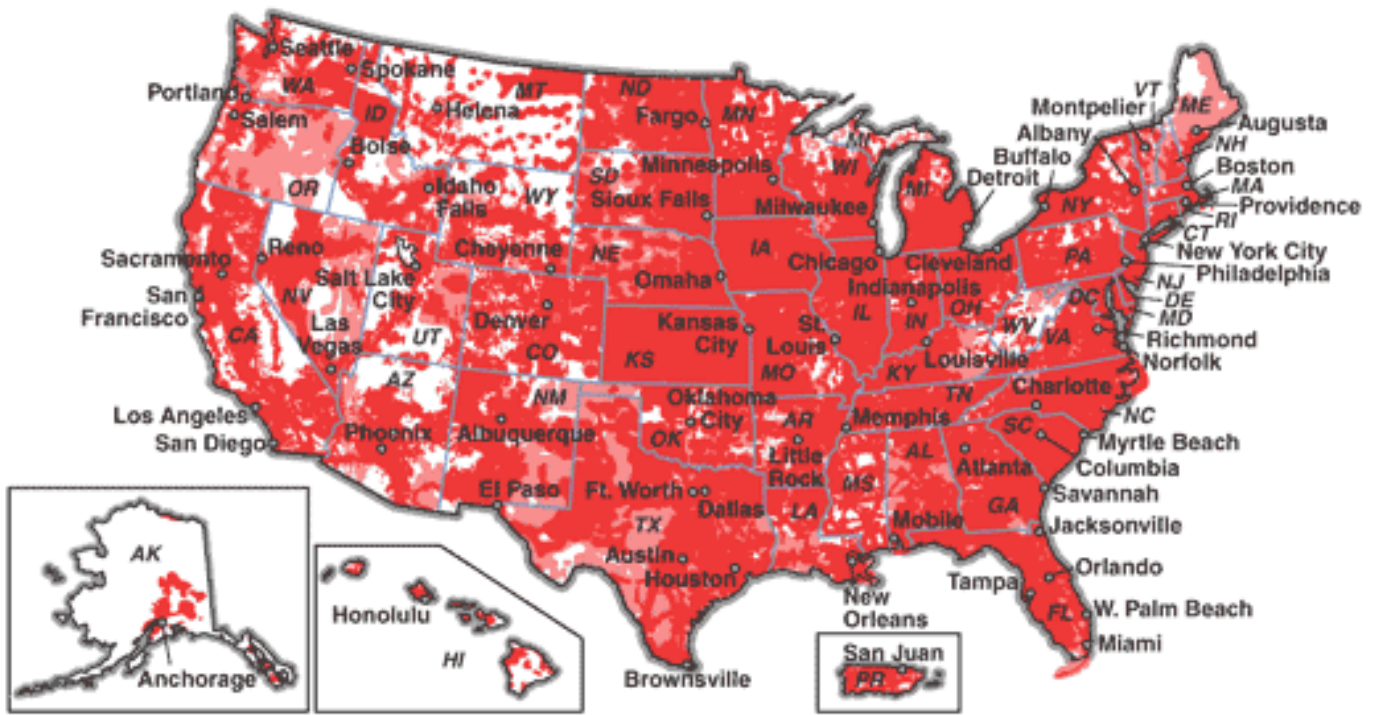 Seattle
Spokane
WA
Portland
Salem
ID
MT
Helena
Boise
OR
Idaho
Falls
WY
ND
Fargo
MN
Minneapolis
SD
Sioux Falls
WI
MI
MI
Milwaukee
Detroit
Buffalo
Albany
Montpelier
VT
ME
Augusta
NH
Boston
MA
Providence
RI
CT
NY
New York City
Philadelphia
PA
NJ
DE
MD
DC
Richmond
Norfolk
VA
WV
Sacramento
Reno
San
Francisco
NV
CA
Las
Vegas
Salt Lake
City
UT
Cheyenne
NE
Omaha
IA
Chicago
Cleveland
Indianapolis
IL
IN
OH
Denver
CO
KS
Kansas
City
St.
Louis
MO
Louisville
KY
Los Angeles
San Diego
AZ
Phoenix
NM
Albuquerque
El Paso
Oklahoma
City
OK
AR
Little
Rock
Memphis
TN
Charlotte
NC
SC
Myrtle Beach
Columbia
Atlanta
GA
Savannah
AL
MS
LA
Ft. Worth
Dallas
TX
Austin
Houston
Brownsville
Mobile
New
Orleans
Jacksonville
Tampa
Orlando
FL
W. Palm Beach
Miami
AK
Anchorage
Honolulu
HI
San Juan
PR